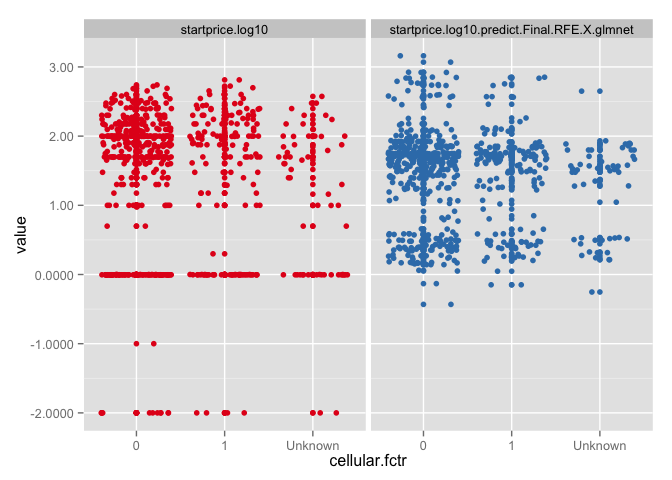 startprice.log10
startprice.log10.predict.Final.RFE.X.glmnet
3.00
2.00
1.00
0.0000
-1.0000
-2.0000
value
0
1
Unknown
0
1
Unknown
cellular.fctr